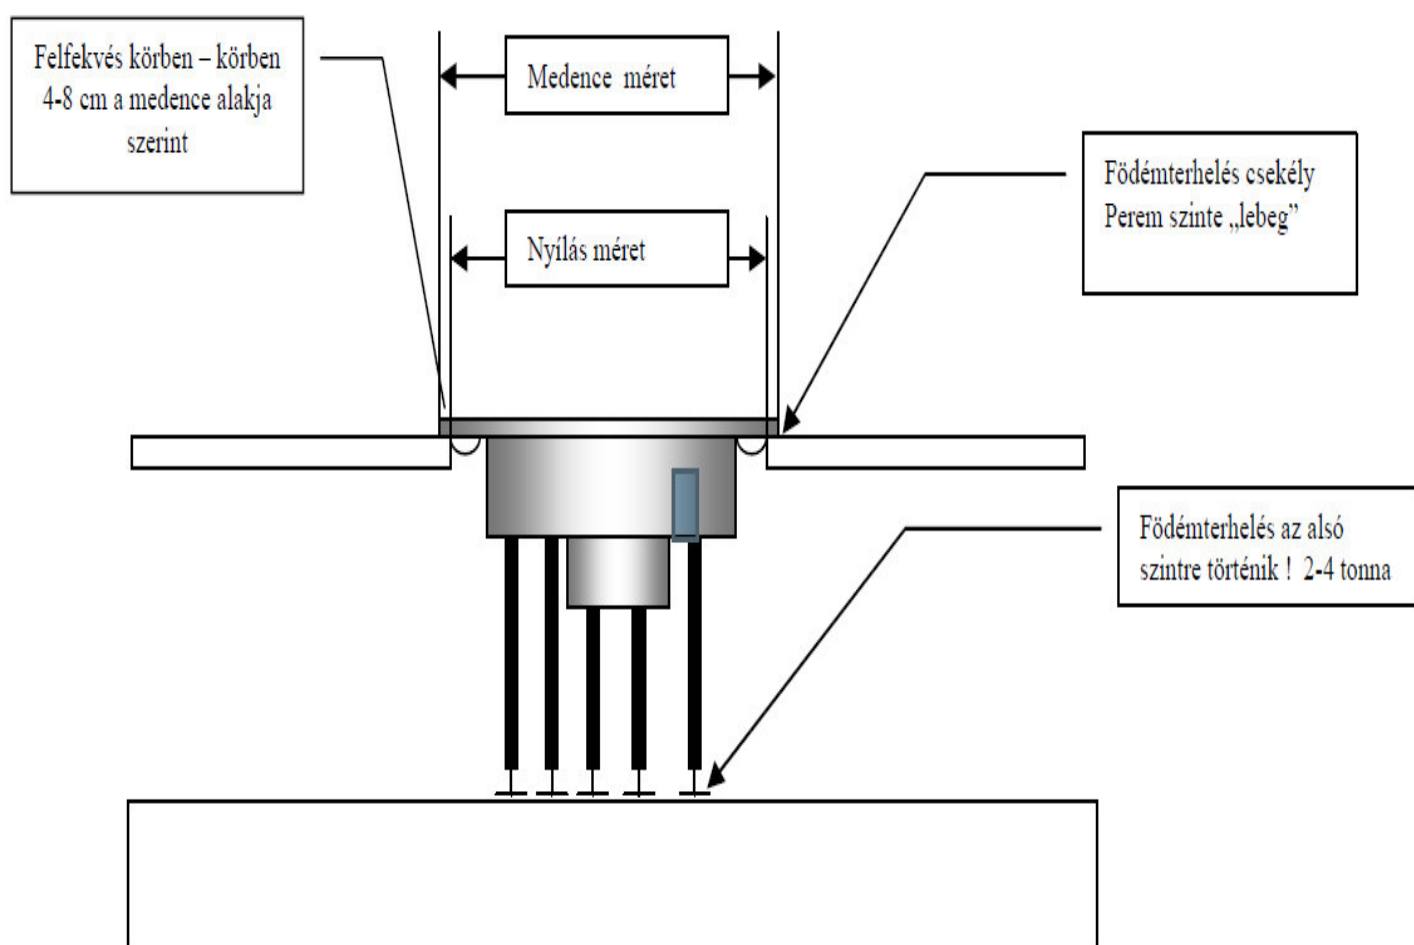 Felfekvés körben – körben
4-8 cm a medence alakja
szerint
Medence méret
Nyílás méret
Födémterhelés csekély
Perem szinte „lebeg”
Födémterhelés az alsó
szintre történik ! 2-4 tonna